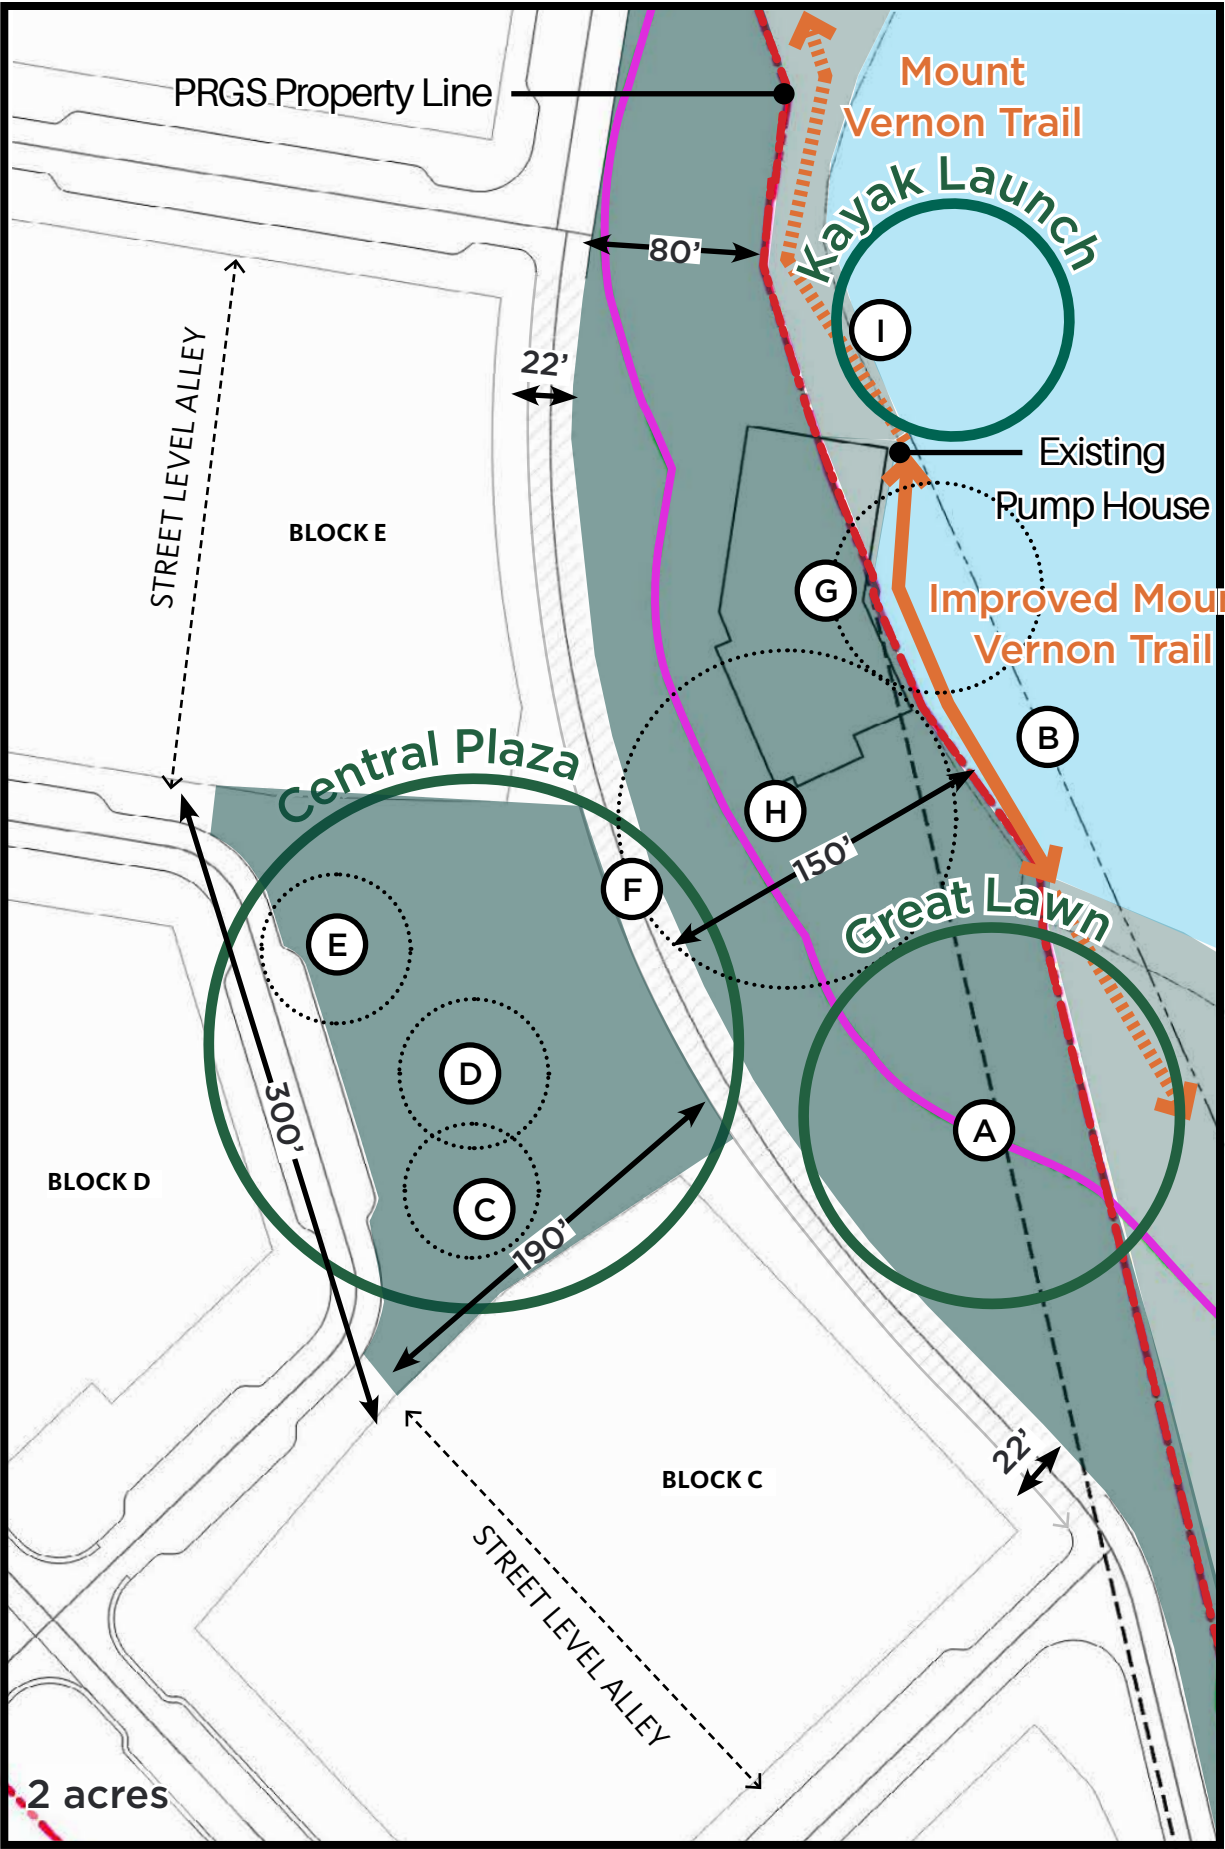 Mount
Vernon Trail
PRGS Property Line
Kayak Launch
80’
I
22’
STREET LEVEL ALLEY
Existing
Pump House
BLOCK E
G
Improved Mour
Vernon Trail
B
Central Plaza
H
150’
F
Great Lawn
E
D
300’
A
BLOCK D
C
190’
22’
BLOCK C
STREET LEVEL ALLEY
2 acres